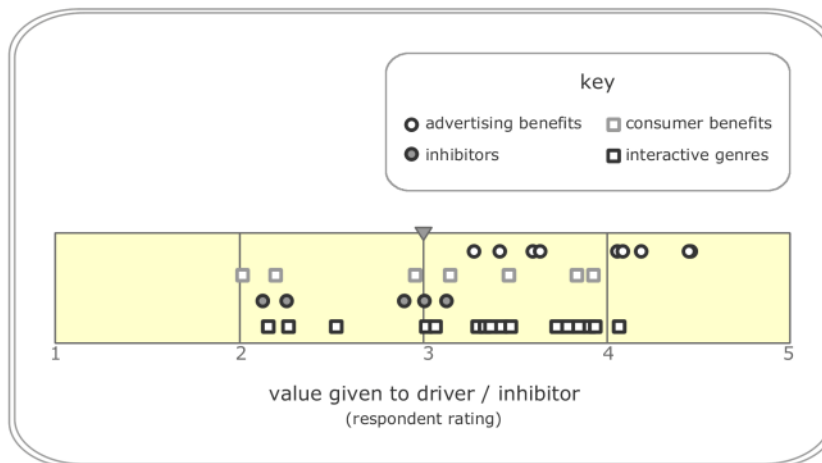 key
advertising benefits
consumer benefits
inhibitors
interactive genres
1
2
3
4
5
value given to driver / inhibitor
(respondent rating)